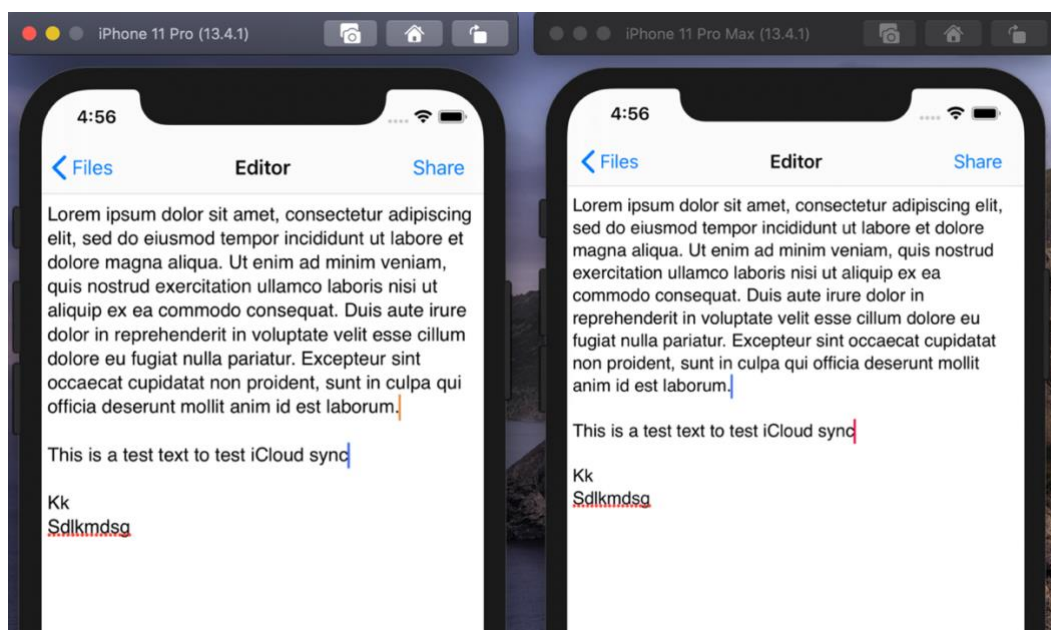 iPhone 11 Pro (13.4.1)
4:56
Files
Editor
Share
Lorem ipsum dolor sit amet, consectetur adipiscing
elit, sed do eiusmod tempor incididunt ut labore et
dolore magna aliqua. Ut enim ad minim veniam,
quis nostrud exercitation ullamco laboris nisi ut
aliquip ex ea commodo consequat. Duis aute irure
dolor in reprehenderit in voluptate velit esse cillum
dolore eu fugiat nulla pariatur. Excepteur sint
occaecat cupidatat non proident, sunt in culpa qui
officia deserunt mollit anim id est laborum.
This is a test text to test iCloud sync
Kk
Sdlkmdsg
iPhone 11 Pro Max (13.4.1)
4:56
Files
Editor
Share
Lorem ipsum dolor sit amet, consectetur adipiscing elit,
sed do eiusmod tempor incididunt ut labore et dolore
magna aliqua. Ut enim ad minim veniam, quis nostrud
exercitation ullamco laboris nisi ut aliquip ex ea
commodo consequat. Duis aute irure dolor in
reprehenderit in voluptate velit esse cillum dolore eu
fugiat nulla pariatur. Excepteur sint occaecat cupidatat
non proident, sunt in culpa qui officia deserunt mollit
anim id est laborum.
This is a test text to test iCloud sync
Kk
Sdlkmdsg